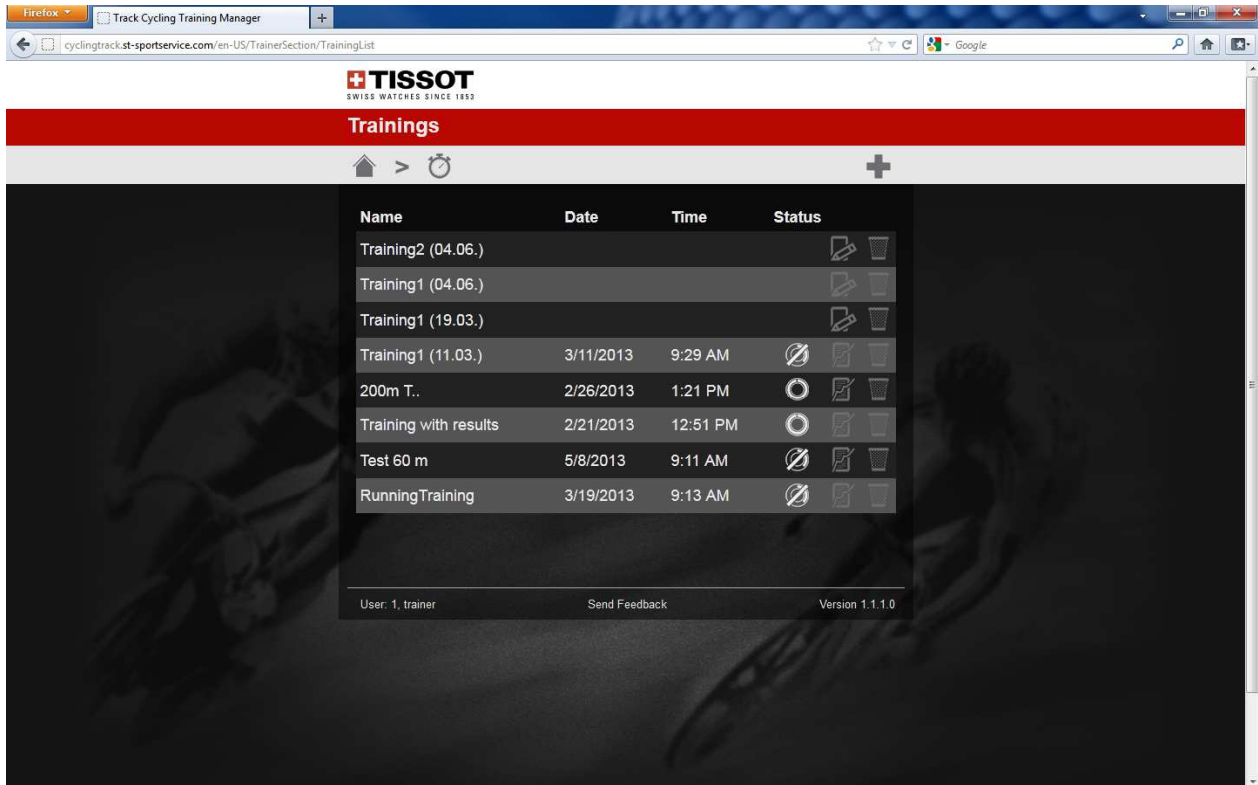 Firefox
Track Cycling Training Manager
cyclingtrack.st-sportservice.com/en-US/TrainerSection/TrainingList
Google
TISSOT
SWISS WATCHES SINCE 1853
Trainings
>
Name Date Time Status
Training2 (04.06.)
Training1 (04.06.)
Training1 (19.03.)
Training1 (11.03.) 3/11/2013 9:29 AM
200m T.. 2/26/2013 1:21 PM
Training with results 2/21/2013 12:51 PM
Test 60 m 5/8/2013 9:11 AM
RunningTraining 3/19/2013 9:13 AM
User: 1, trainer Send Feedback Version 1.1.1.0